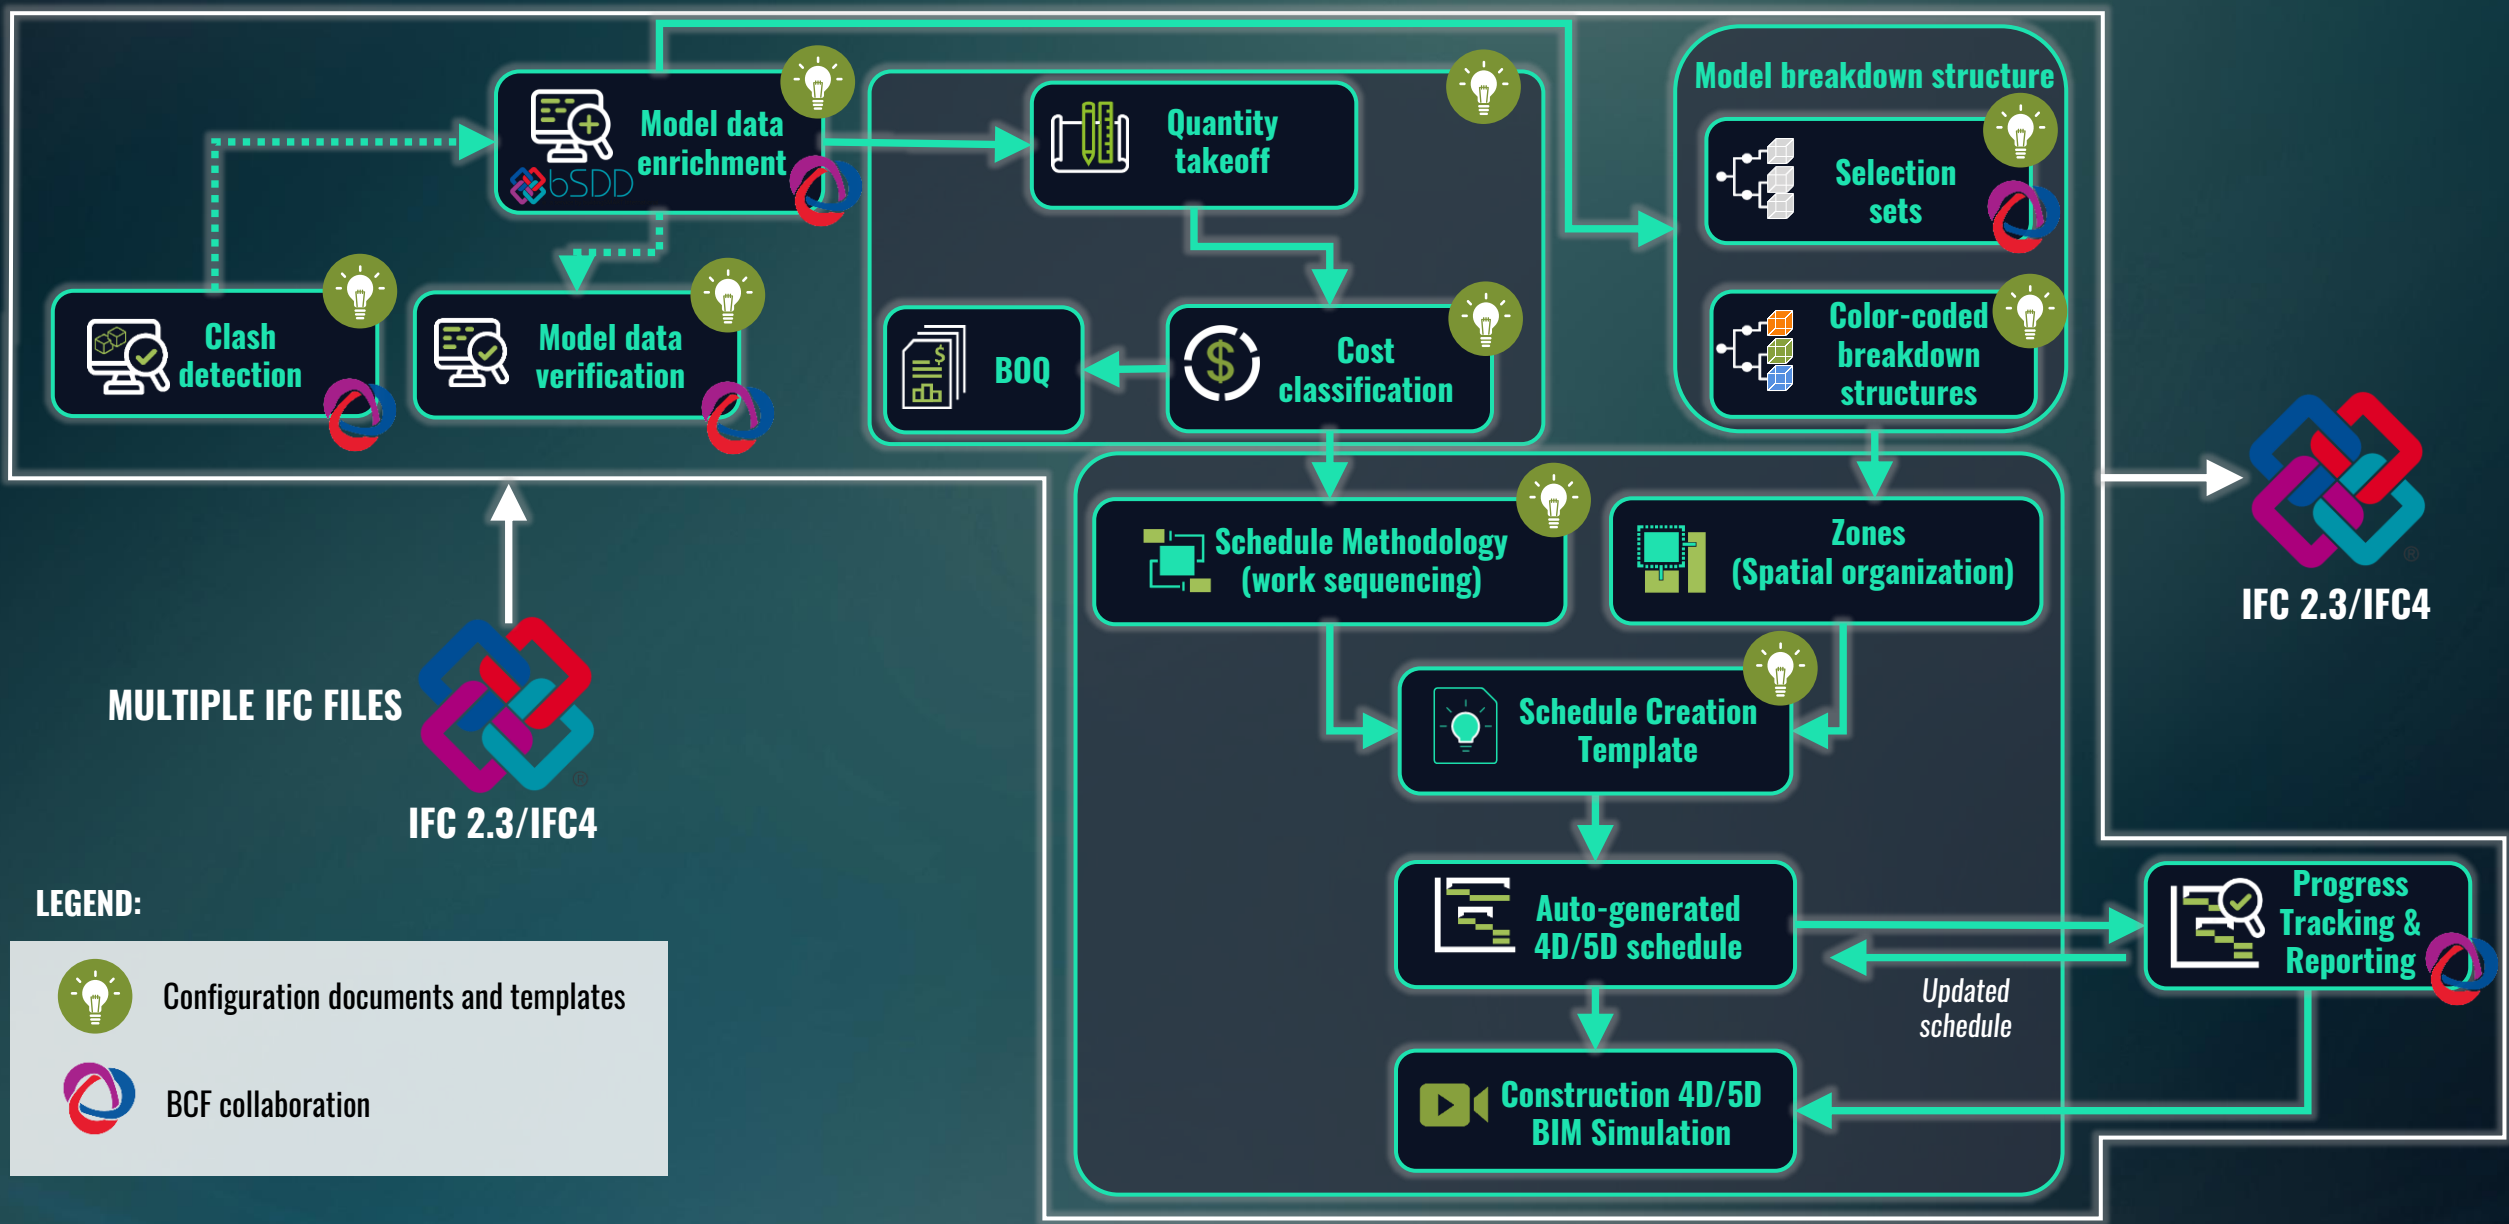 Model data
enrichment
bSDD
Quantity
takeoff
Model breakdown structure
Selection
sets
Clash
detection
Model data
verification
BOQ
$
Cost
classification
$
Color-coded
breakdown
structures
Schedule Methodology
(work sequencing)
Zones
(Spatial organization)
®
IFC 2.3/IFC4
MULTIPLE IFC FILES
®
IFC 2.3/IFC4
Schedule Creation
Template
Auto-generated
4D/5D schedule
Progress
Tracking &
Reporting
Updated
schedule
Construction 4D/5D
BIM Simulation
LEGEND:
Configuration documents and templates
BCF collaboration